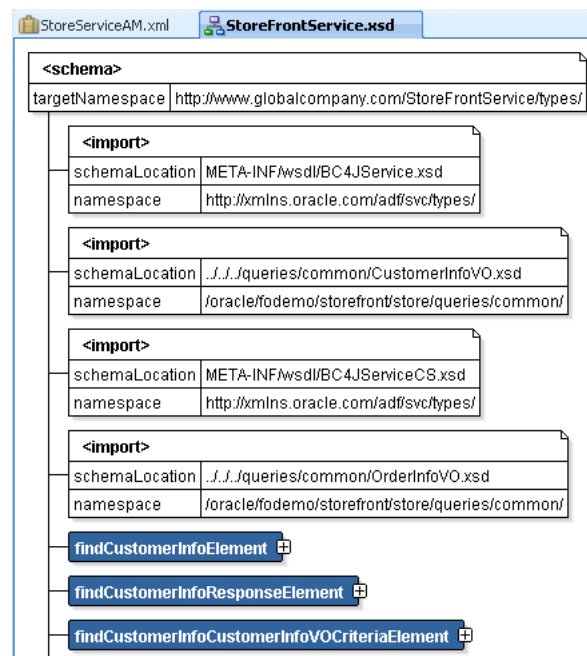 StoreServiceAM.xml StoreFrontService.xsd
<schema>
targetNamespace http://www.globalcompany.com/StoreFrontService/types/
<import>
schemaLocation META-INF/wsdl/BC4JService.xsd
namespace http://xmlns.oracle.com/adf/svc/types/
<import>
schemaLocation ../../../queries/common/CustomerInfoVO.xsd
namespace /oracle/fodemo/storefront/store/queries/common/
<import>
schemaLocation META-INF/wsdl/BC4JServiceCS.xsd
namespace http://xmlns.oracle.com/adf/svc/types/
<import>
schemaLocation ../../../queries/common/OrderInfoVO.xsd
namespace /oracle/fodemo/storefront/store/queries/common/
findCustomerInfoElement
findCustomerInfoResponseElement
findCustomerInfoCustomerInfoVOCriteriaElement